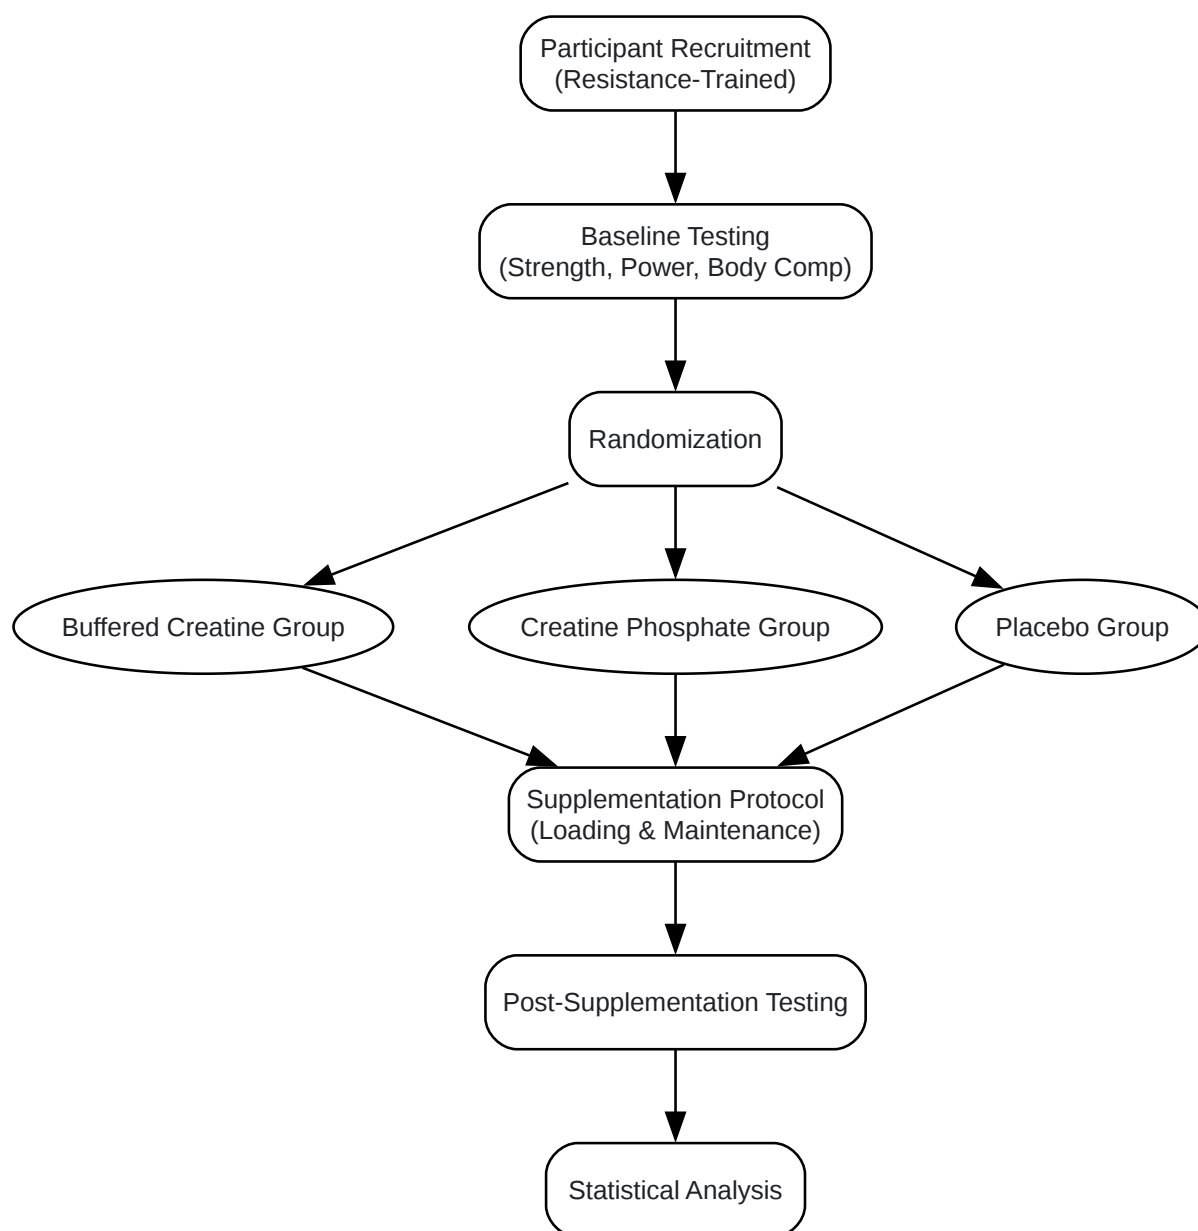 Participant Recruitment
(Resistance-Trained)
Baseline Testing
(Strength, Power, Body Comp)
Randomization
Buffered Creatine Group
Creatine Phosphate Group
Placebo Group
Supplementation Protocol
(Loading & Maintenance)
Post-Supplementation Testing
Statistical Analysis